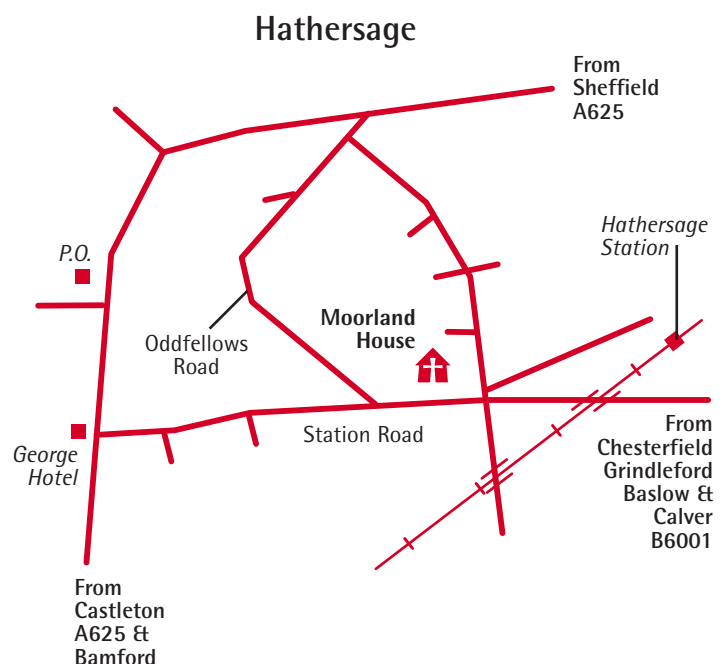 Hathersage
From
Sheffield
A625
Hathersage
Station
P.O.
Moorland
House
Oddfellows
Road
Station Road
George
Hotel
From
Chesterfield
Grindleford
Baslow &
Calver
B6001
From
Castleton
A625 &
Bamford